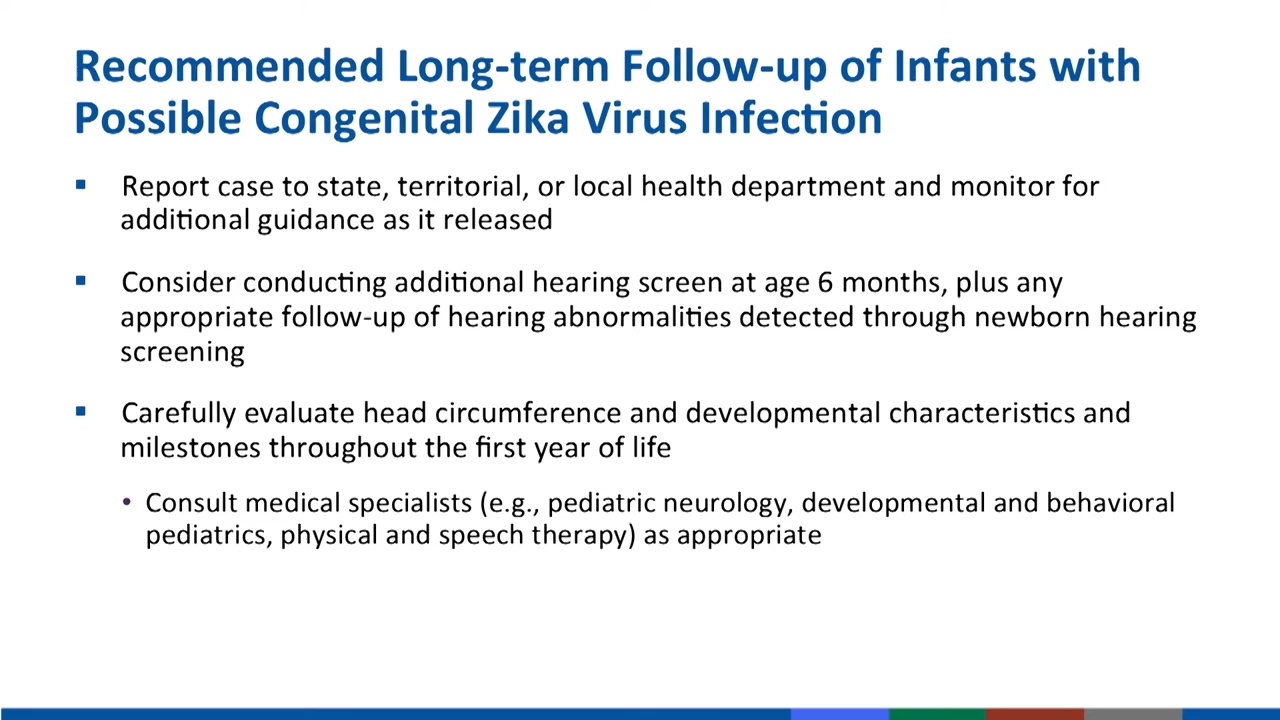 Recommended Long-term Follow-up of Infants with
Possible Congenital Zika Virus Infection
▪ Report case to state, territorial, or local health department and monitor for
additional guidance as it released
▪ Consider conducting additional hearing screen at age 6 months, plus any
appropriate follow-up of hearing abnormalities detected through newborn hearing
screening
▪ Carefully evaluate head circumference and developmental characteristics and
milestones throughout the first year of life
• Consult medical specialists (e.g., pediatric neurology, developmental and behavioral
pediatrics, physical and speech therapy) as appropriate